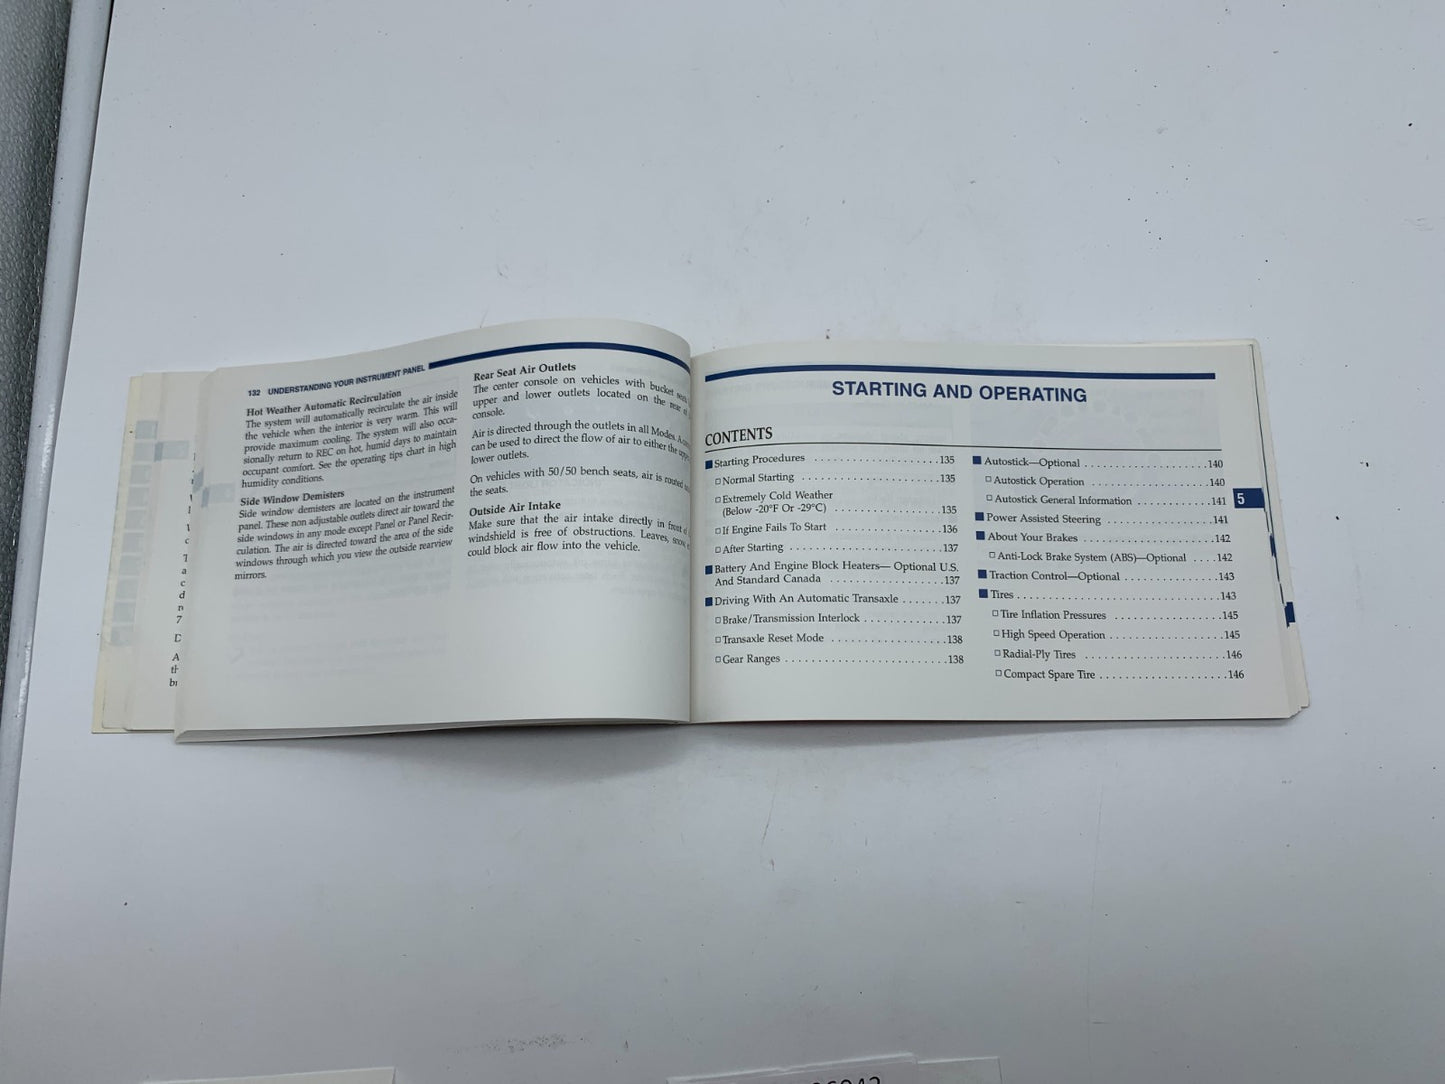 132 UNDERSTANDING YOUR INSTRUMENT PANEL
Hot Weather Automatic Recirculation
The system will automatically recirculate the air inside
the vehicle when the interior is very warm. This will
provide maximum cooling. The system will also occa-
sionally return to REC on hot, humid days to maintain
occupant comfort. See the operating tips chart in high
humidity conditions.
Side Window Demisters
Side window demisters are located on the instrument
panel. These non adjustable outlets direct air toward the
side windows in any mode except Panel or Panel Recir-
culation. The air is directed toward the area of the side
windows through which you view the outside rearview
mirrors.
Rear Seat Air Outlets
The center console on vehicles with bucket
upper and lower outlets located on the rear
console.
Air is directed through the outlets in all Modes.
can be used to direct the flow of air to either the
lower outlets.
On vehicles with 50/50 bench seats, air is routed
the seats.
Outside Air Intake
Make sure that the air intake directly in front
windshield is free of obstructions. Leaves,
could block air flow into the vehicle.
STARTING AND OPERATING
CONTENTS
■ Starting Procedures . . . . . . . . . . . . . . . . . . . .135
□ Normal Starting . . . . . . . . . . . . . . . . . . . . .135
□ Extremely Cold Weather
(Below -20°F Or -29°C) . . . . . . . . . . . . . . . . .135
□ If Engine Fails To Start . . . . . . . . . . . . . . . . .136
□ After Starting . . . . . . . . . . . . . . . . . . . . . . .137
■ Battery And Engine Block Heaters— Optional U.S.
And Standard Canada . . . . . . . . . . . . . . . . . .137
■ Driving With An Automatic Transaxle . . . . . . .137
□ Brake/Transmission Interlock . . . . . . . . . . . . .137
□ Transaxle Reset Mode . . . . . . . . . . . . . . . . . .138
□ Gear Ranges . . . . . . . . . . . . . . . . . . . . . . . . .138
■ Autostick—Optional . . . . . . . . . . . . . . . . . . .140
□ Autostick Operation . . . . . . . . . . . . . . . . . .140
□ Autostick General Information . . . . . . . . . . . .141
■ Power Assisted Steering . . . . . . . . . . . . . . . . .141
■ About Your Brakes . . . . . . . . . . . . . . . . . . . .142
□ Anti-Lock Brake System (ABS)—Optional . . . .142
■ Traction Control—Optional . . . . . . . . . . . . . .143
■ Tires . . . . . . . . . . . . . . . . . . . . . . . . . . . . . .143
□ Tire Inflation Pressures . . . . . . . . . . . . . . . .145
□ High Speed Operation . . . . . . . . . . . . . . . . . .145
□ Radial-Ply Tires . . . . . . . . . . . . . . . . . . . . . .146
□ Compact Spare Tire . . . . . . . . . . . . . . . . . . .146
5